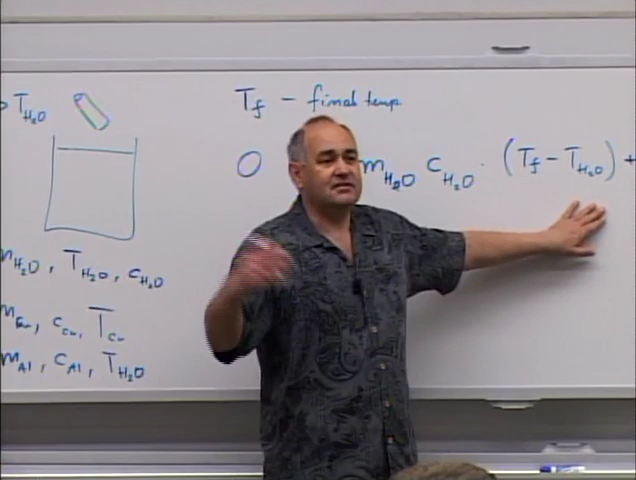 > T_H₂O
T_f - final temp
0 m_H₂O c_H₂O · (T_f - T_H₂O) +
m_H₂O, T_H₂O, c_H₂O
m_Cu, c_Cu, T_Cu
m_Al, c_Al, T_H₂O